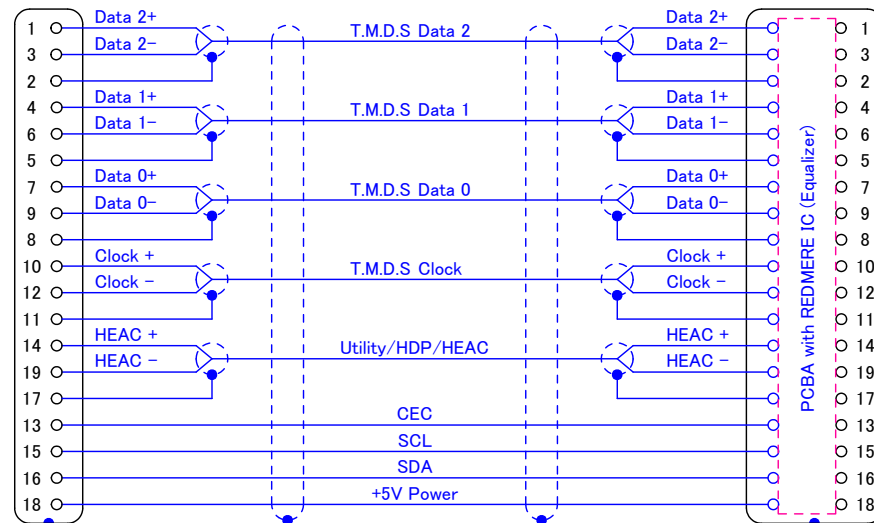 1 Data 2+ T.M.D.S Data 2 Data 2+ 1
3 Data 2- Data 2- 3
2 2
4 Data 1+ T.M.D.S Data 1 Data 1+ 4
6 Data 1- Data 1- 6
5 5
7 Data 0+ T.M.D.S Data 0 Data 0+ 7
9 Data 0- Data 0- 9
8 8
10 Clock + T.M.D.S Clock Clock + 10
12 Clock - Clock - 12
11 11
14 HEAC + Utility/HDP/HEAC HEAC + 14
19 HEAC - HEAC - 19
17 17
13 CEC 13
15 SCL 15
16 SDA 16
18 +5V Power 18
PCBA with REDMERE IC (Equalizer)